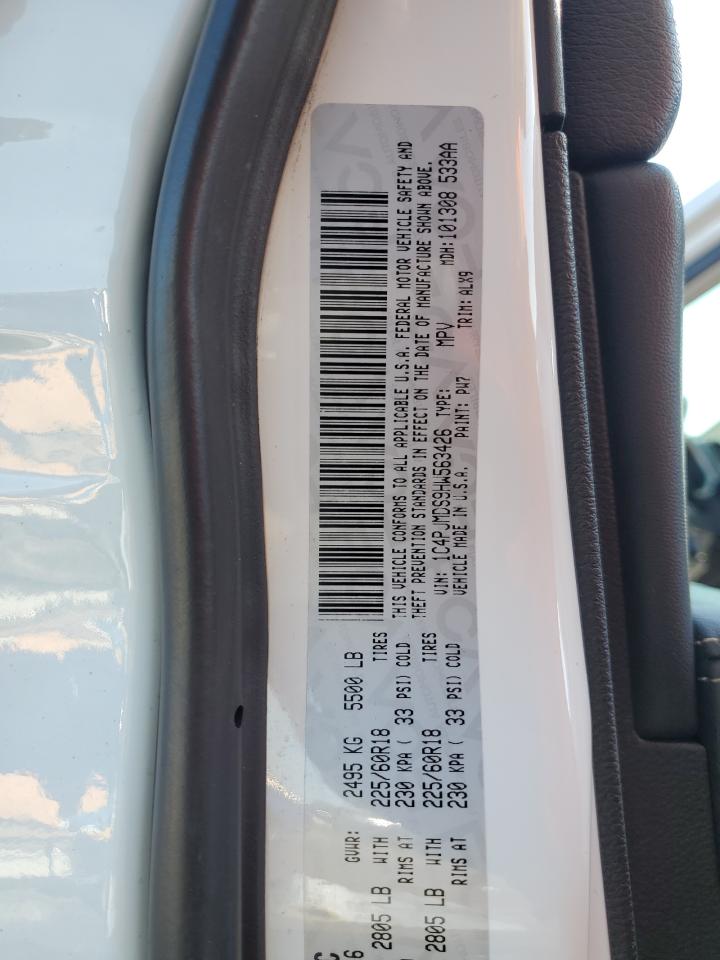 C
6 GVWR: 2495 KG 5500 LB
2805 LB WITH 225/60R18 TIRES
RIMS AT 230 KPA ( 33 PSI) COLD
2805 LB WITH 225/60R18 TIRES
RIMS AT 230 KPA ( 33 PSI) COLD
THIS VEHICLE CONFORMS TO ALL APPLICABLE U.S.A. FEDERAL MOTOR VEHICLE SAFETY AND
THEFT PREVENTION STANDARDS IN EFFECT ON THE DATE OF MANUFACTURE SHOWN ABOVE.
VIN: 1C4PJMDS9HW563426 TYPE: MPV MDH:101308 533AA
VEHICLE MADE IN U.S.A. PAINT: PW7 TRIM: ALX9